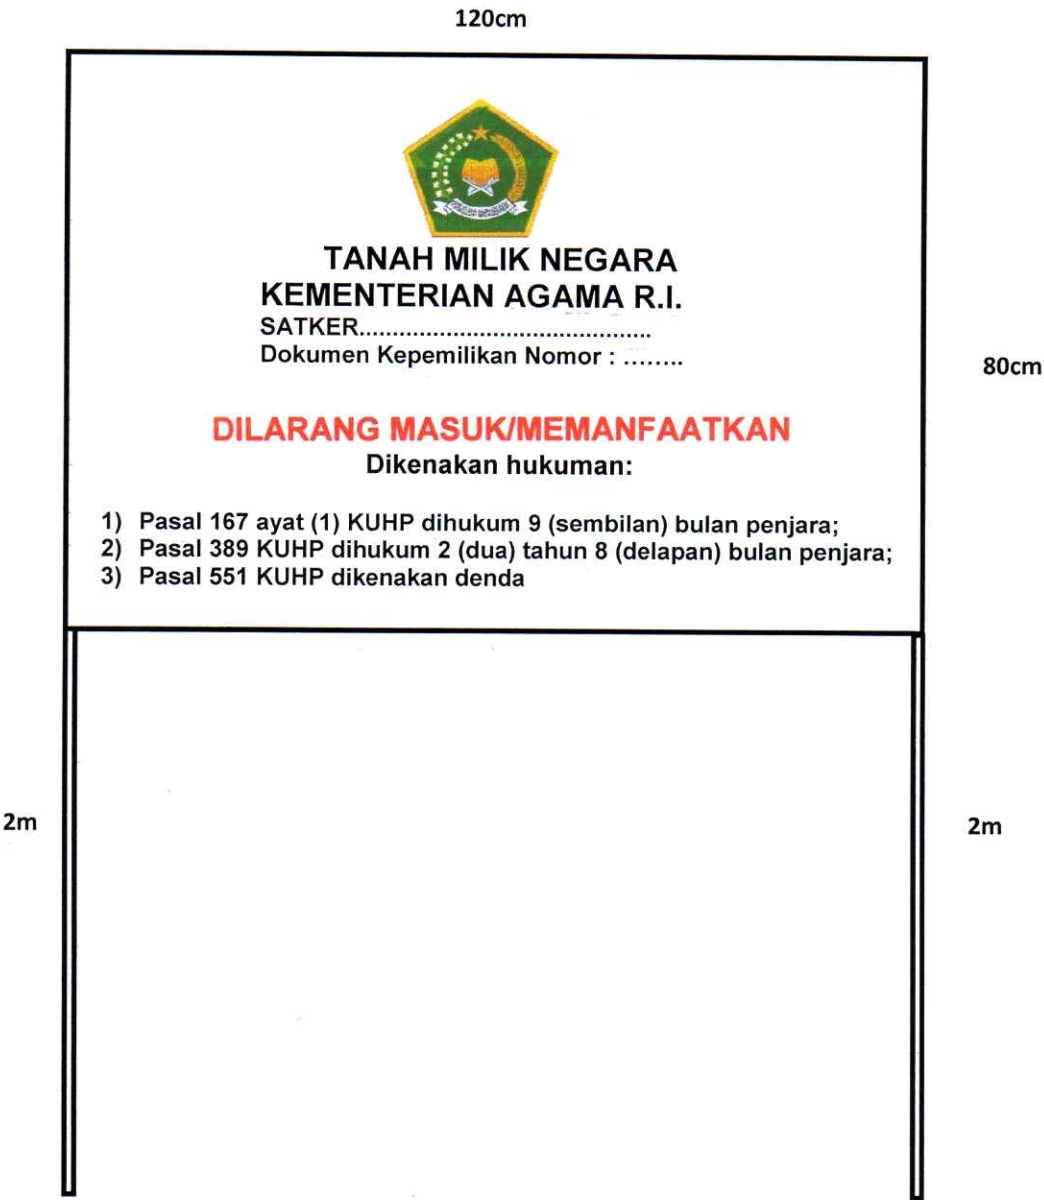 120cm
TANAH MILIK NEGARA
KEMENTERIAN AGAMA R.I.
SATKER............................................
Dokumen Kepemilikan Nomor : ........
80cm
DILARANG MASUK/MEMANFAATKAN
Dikenakan hukuman:
1) Pasal 167 ayat (1) KUHP dihukum 9 (sembilan) bulan penjara;
2) Pasal 389 KUHP dihukum 2 (dua) tahun 8 (delapan) bulan penjara;
3) Pasal 551 KUHP dikenakan denda
2m
2m